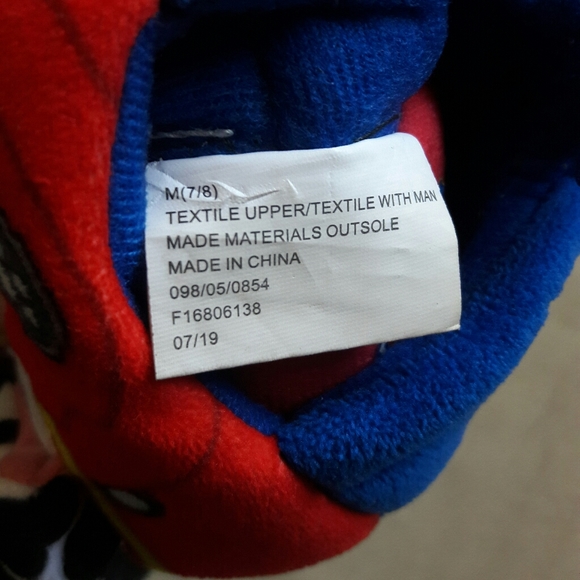 M(7/8)
TEXTILE UPPER/TEXTILE WITH MAN
MADE MATERIALS OUTSOLE
MADE IN CHINA
098/05/0854
F16806138
07/19